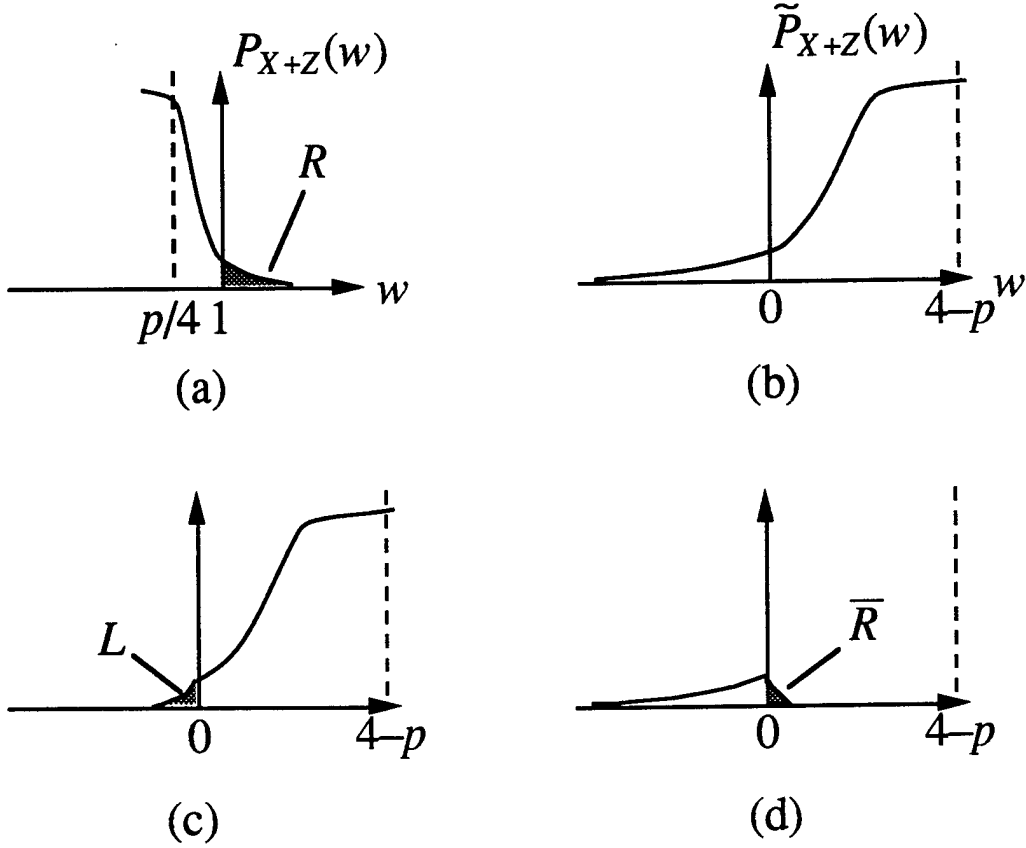 P_{X+Z}(w)
R
w
p/4 1
(a)
P̃_{X+Z}(w)
w
0
4–p
(b)
L
0
4–p
(c)
R̅
0
4–p
(d)